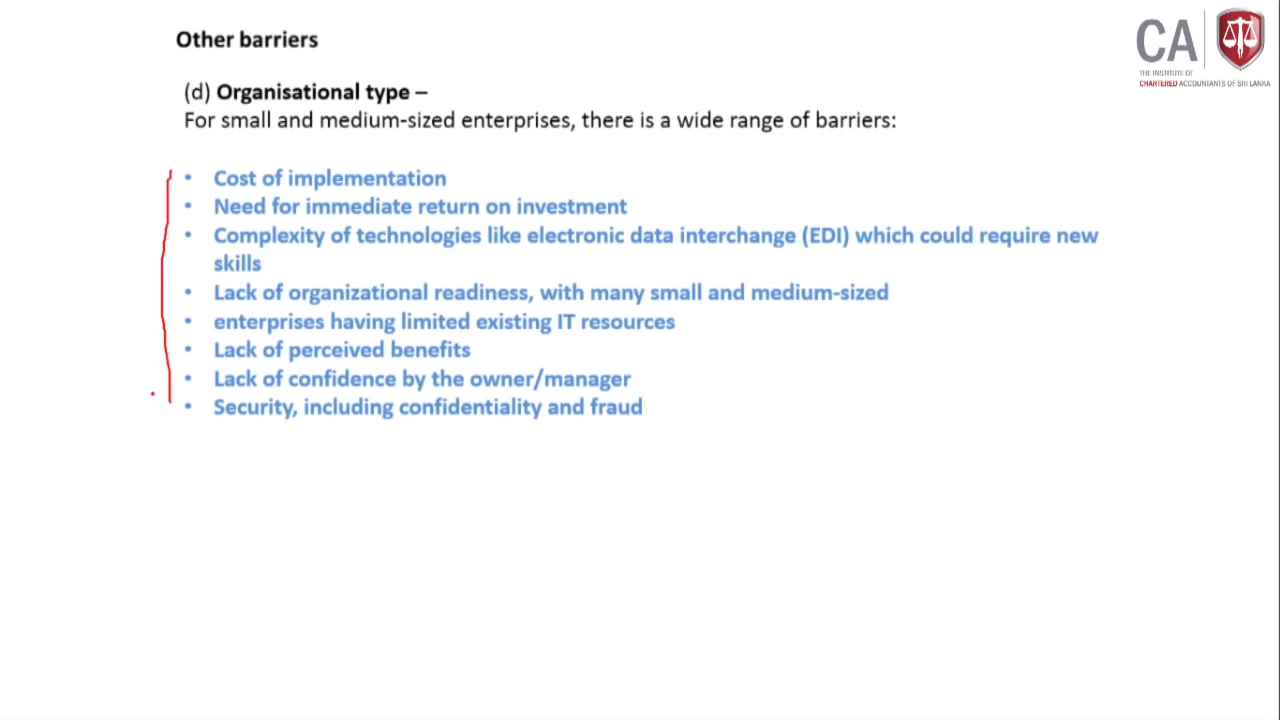 CA
THE INSTITUTE OF
CHARTERED ACCOUNTANTS OF SRI LANKA
Other barriers
(d) Organisational type –
For small and medium-sized enterprises, there is a wide range of barriers:
• Cost of implementation
• Need for immediate return on investment
• Complexity of technologies like electronic data interchange (EDI) which could require new
skills
• Lack of organizational readiness, with many small and medium-sized
• enterprises having limited existing IT resources
• Lack of perceived benefits
• Lack of confidence by the owner/manager
• Security, including confidentiality and fraud